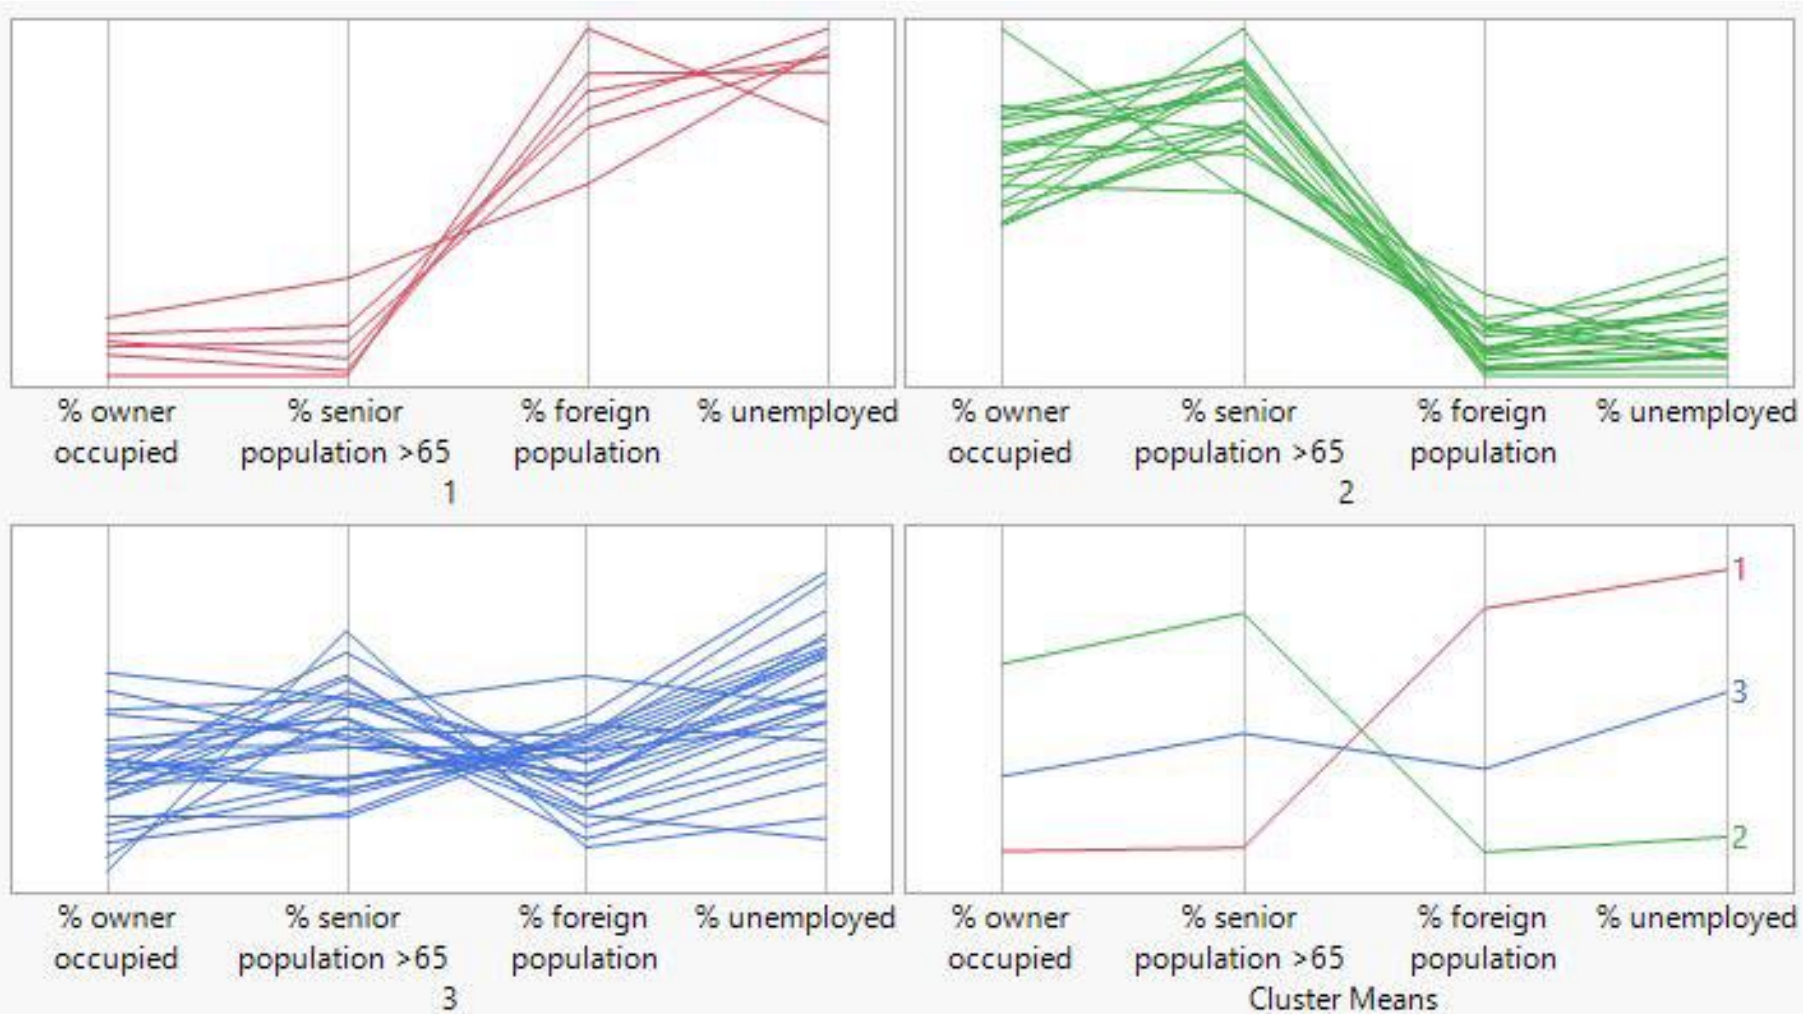 % owner % senior % foreign % unemployed
occupied population >65 population
1
% owner % senior % foreign % unemployed
occupied population >65 population
2
% owner % senior % foreign % unemployed
occupied population >65 population
3
1
3
2
% owner % senior % foreign % unemployed
occupied population >65 population
Cluster Means